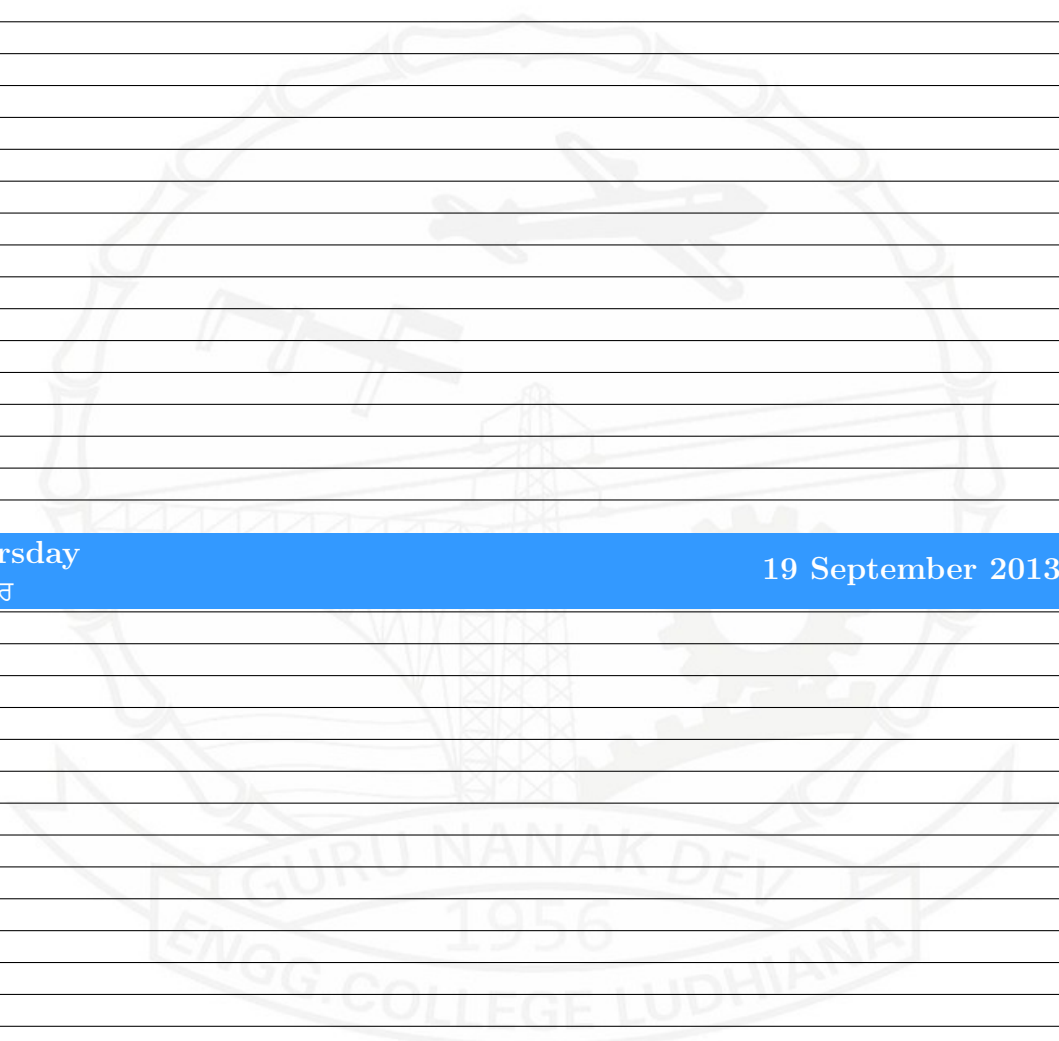 rsday
ਰ
19 September 2013
GURU NANAK DEV
1956
ENGG. COLLEGE LUDHIANA